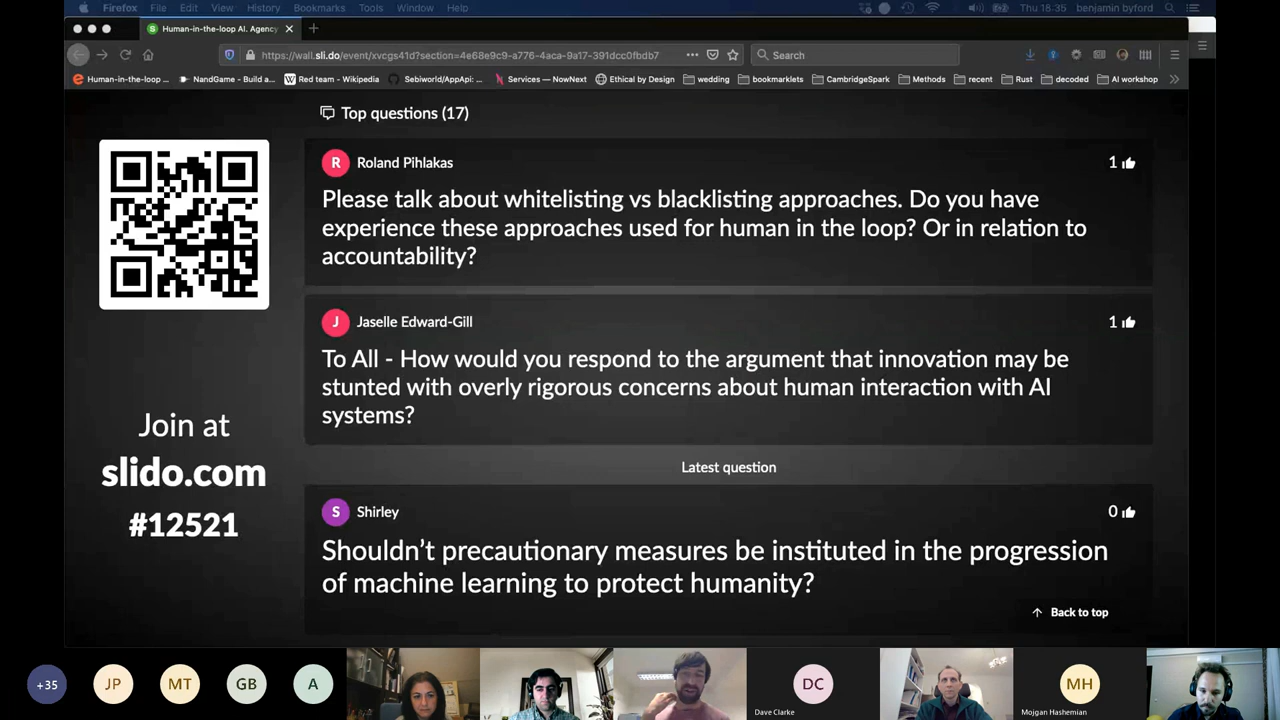 Firefox File Edit View History Bookmarks Tools Window Help Thu 18:35 benjamin byford
Human-in-the-loop AI. Agency
https://wall.sli.do/event/xvcgs41d?section=4e68e9c9-a776-4aca-9a17-391dcc0fbdb7 Search
Human-in-the-loop ... NandGame - Build a... Red team - Wikipedia Sebiworld/AppApi: ... Services — NowNext Ethical by Design wedding bookmarklets CambridgeSpark Methods recent Rust decoded AI workshop
Top questions (17)
R Roland Pihlakas 1
Please talk about whitelisting vs blacklisting approaches. Do you have
experience these approaches used for human in the loop? Or in relation to
accountability?
J Jaselle Edward-Gill 1
To All - How would you respond to the argument that innovation may be
stunted with overly rigorous concerns about human interaction with AI
systems?
Join at
slido.com
#12521
Latest question
S Shirley 0
Shouldn't precautionary measures be instituted in the progression
of machine learning to protect humanity?
Back to top
+35 JP MT GB A DC MH
Dave Clarke Mojgan Hashemian